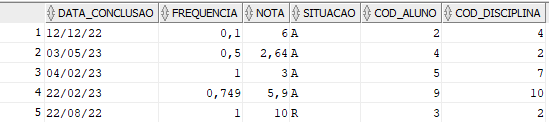 DATA_CONCLUSAO FREQUENCIA NOTA SITUACAO COD_ALUNO COD_DISCIPLINA
1 12/12/22 0,1 6 A 2 4
2 03/05/23 0,5 2,64 A 4 2
3 04/02/23 1 3 A 5 7
4 22/02/23 0,749 5,9 A 9 10
5 22/08/22 1 10 R 3 2